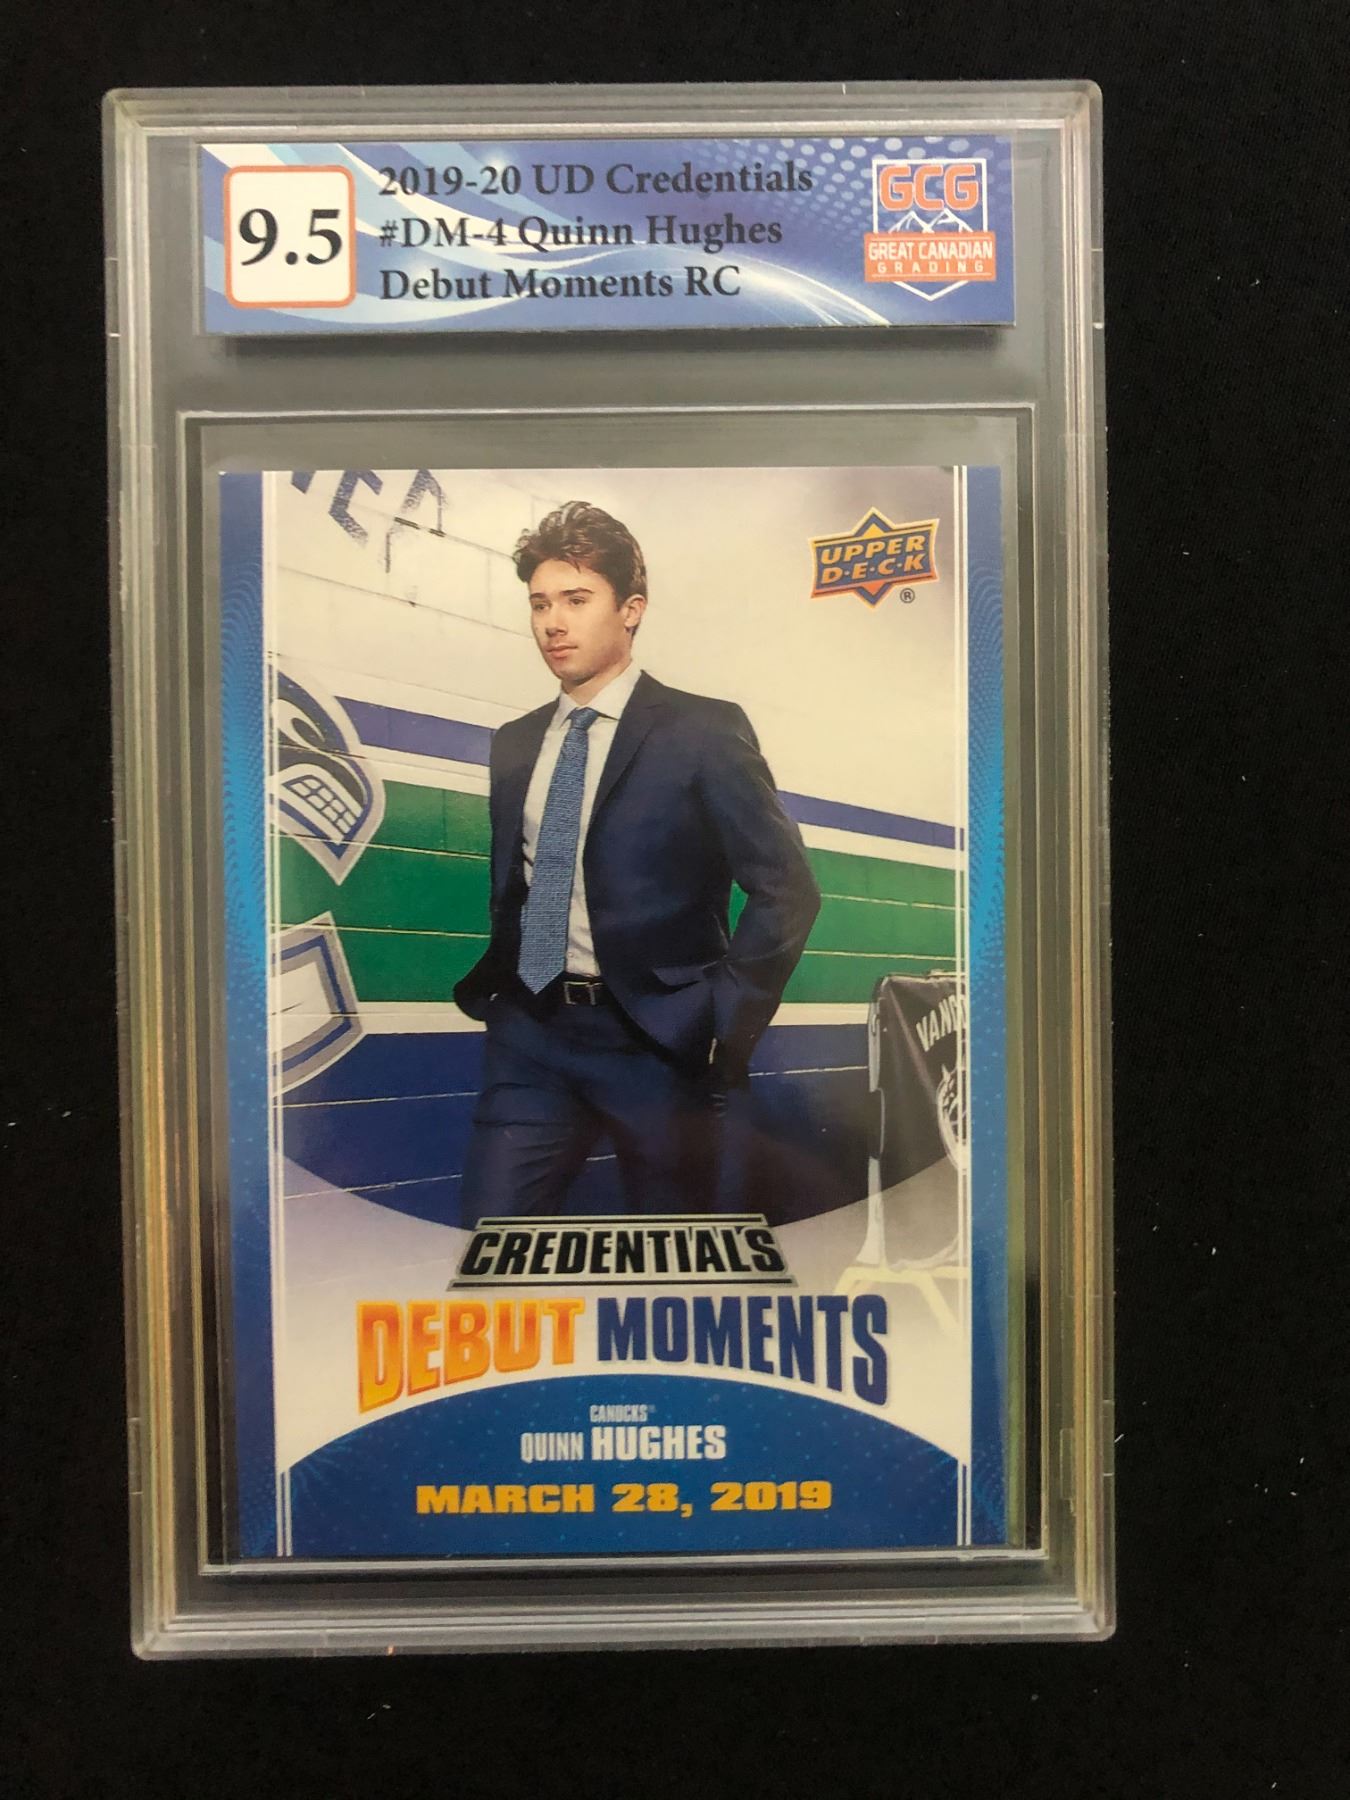 9.5
2019-20 UD Credentials
#DM-4 Quinn Hughes
Debut Moments RC
GCG
GREAT CANADIAN
GRADING
UPPER
D·E·C·K
®
CREDENTIALS
DEBUT MOMENTS
CANUCKS
QUINN HUGHES
MARCH 28, 2019